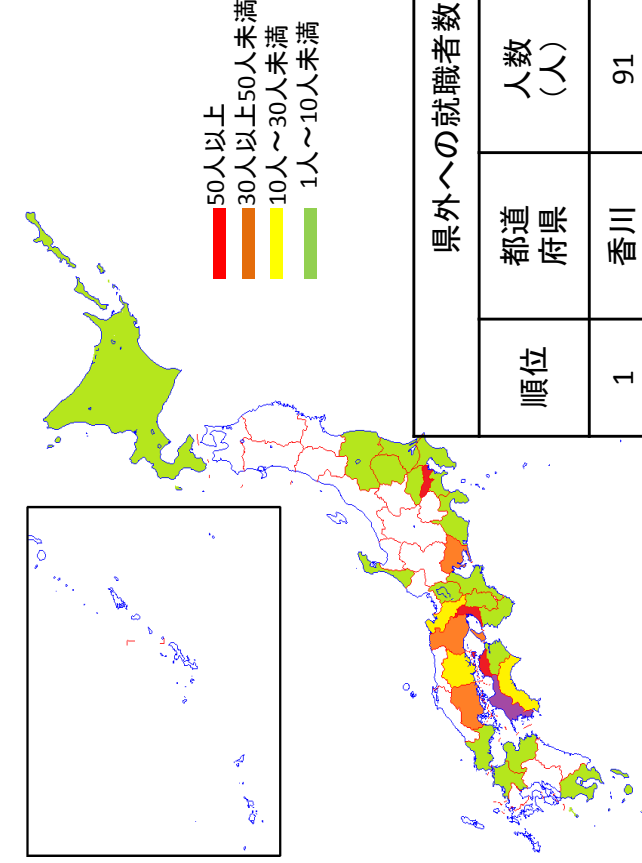 50人以上
30人以上50人未満
10人～30人未満
1人～10人未満
県外への就職者数
順位
都道
府県
人数
（人）
1
香川
91